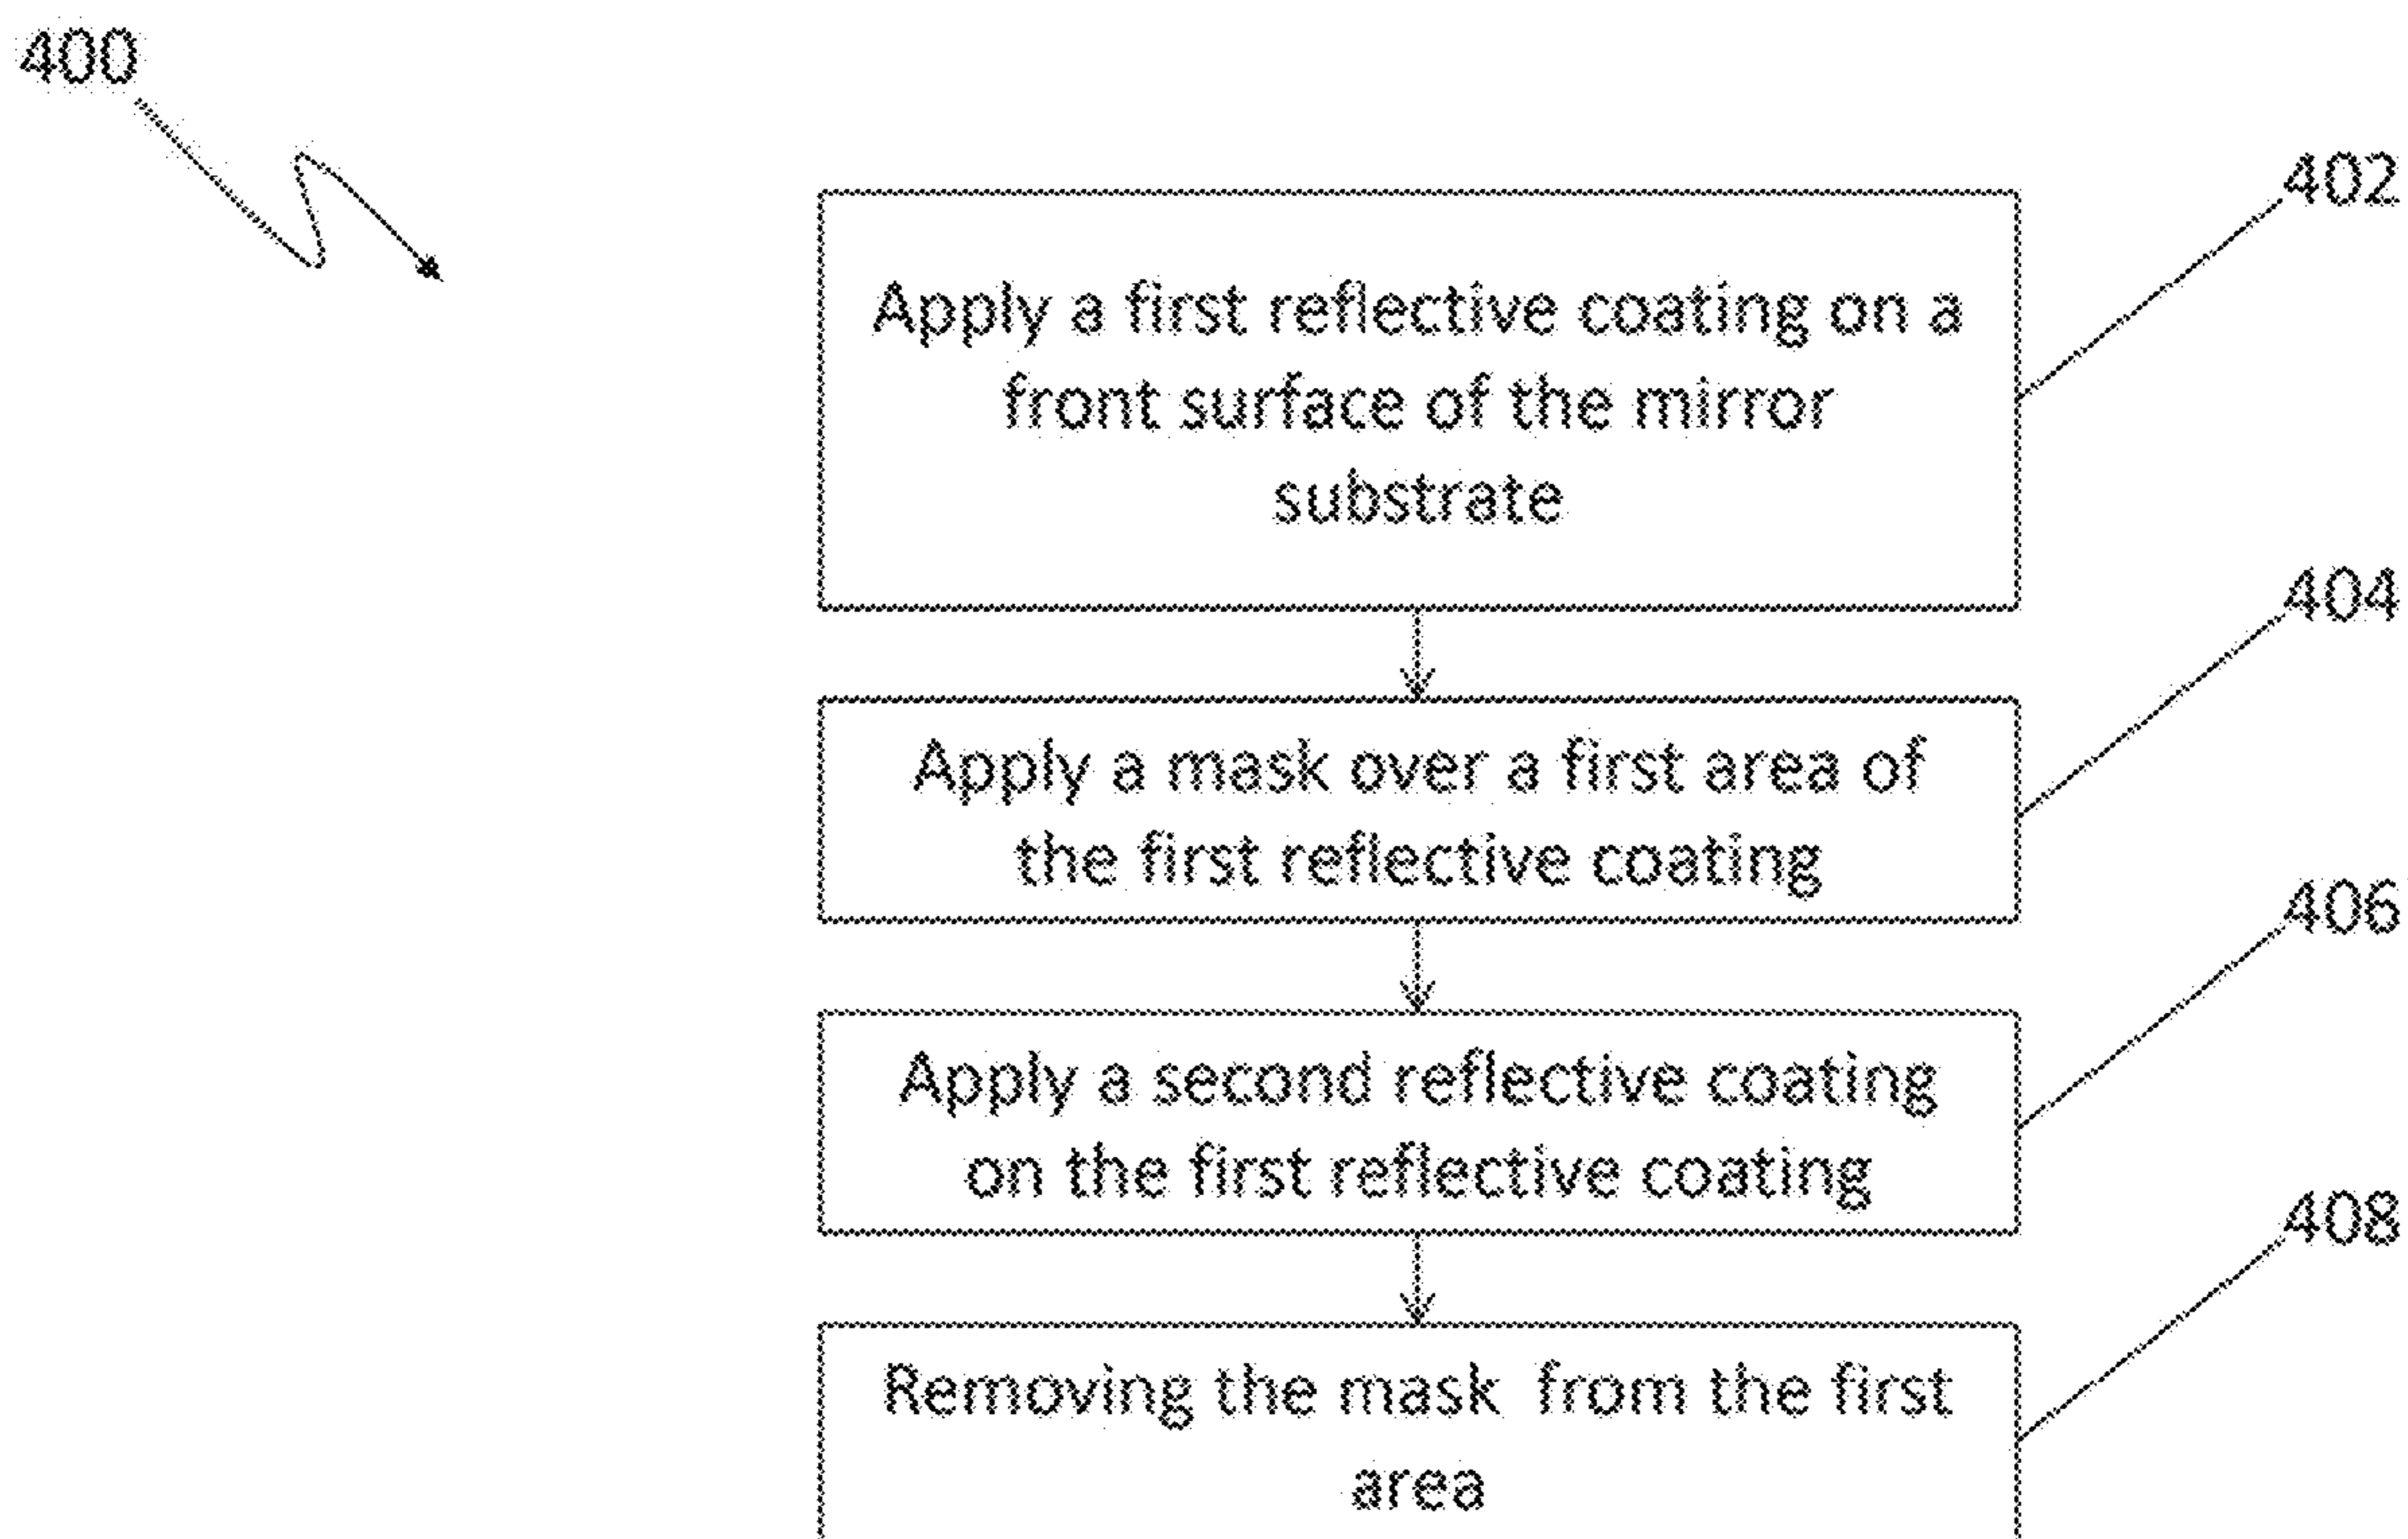 400
402
Apply a first reflective coating on a
front surface of the mirror
substrate
404
Apply a mask over a first area of
the first reflective coating
406
Apply a second reflective coating
on the first reflective coating
408
Removing the mask  from the first
area